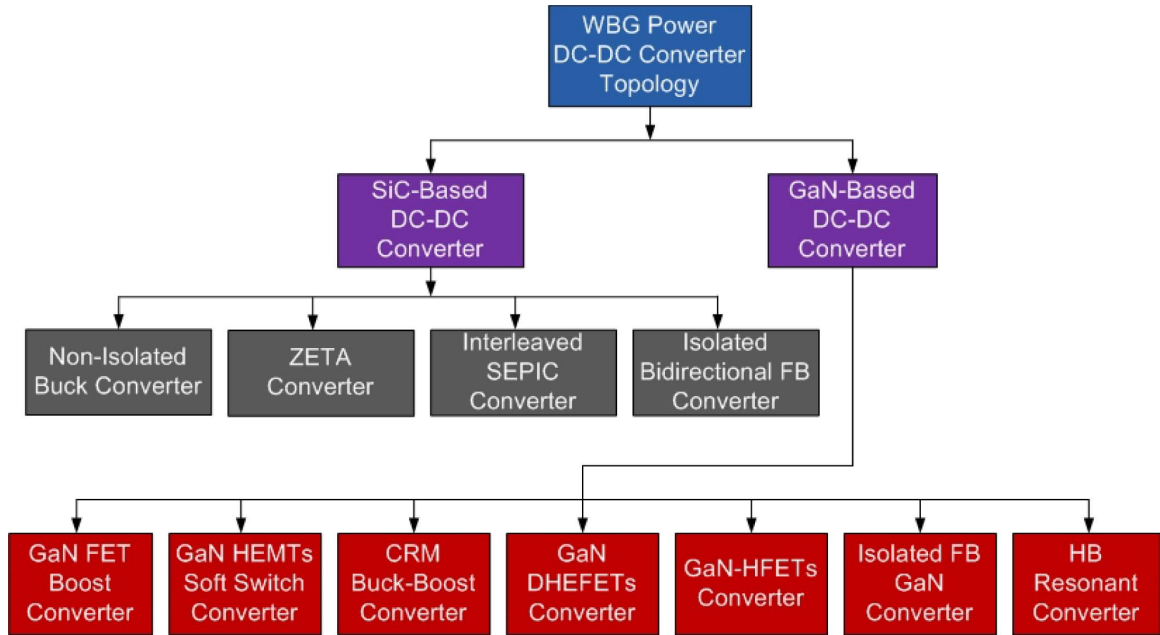 WBG Power
DC-DC Converter
Topology
SiC-Based
DC-DC
Converter
GaN-Based
DC-DC
Converter
Non-Isolated
Buck Converter
ZETA
Converter
Interleaved
SEPIC
Converter
Isolated
Bidirectional FB
Converter
GaN FET
Boost
Converter
GaN HEMTs
Soft Switch
Converter
CRM
Buck-Boost
Converter
GaN
DHEFETs
Converter
GaN-HFETs
Converter
Isolated FB
GaN
Converter
HB
Resonant
Converter